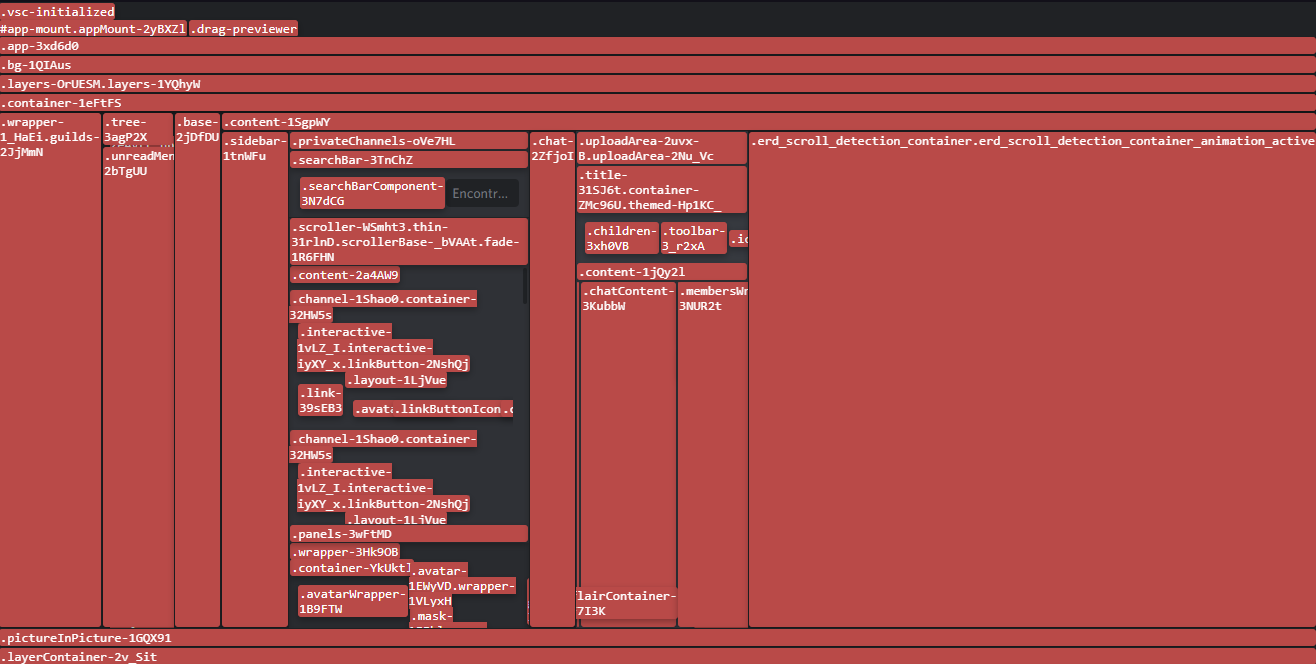 .vsc-initialized
#app-mount.appMount-2yBXZl .drag-previewer
.app-3xd6d0
.bg-1QIAus
.layers-OrUESM.layers-1YQhyW
.container-1eFtFS
.wrapper-
1_HaEi.guilds-
2JjMmN
.tree-
3agP2X
.unreadMen
2bTgUU
.base-
2jDfDU
.content-1SgpWY
.sidebar-
1tnWFu
.privateChannels-oVe7HL
.searchBar-3TnChZ
.searchBarComponent-
3N7dCG
Encontr...
.scroller-WSmht3.thin-
31rlnD.scrollerBase-_bVAAt.fade-
1R6FHN
.content-2a4AW9
.channel-1Shao0.container-
32HW5s
.interactive-
1vLZ_I.interactive-
iyXY_x.linkButton-2NshQj
.layout-1LjVue
.link-
39sEB3
.avata.linkButtonIcon.c
.channel-1Shao0.container-
32HW5s
.interactive-
1vLZ_I.interactive-
iyXY_x.linkButton-2NshQj
.layout-1LjVue
.panels-3wFtMD
.wrapper-3Hk9OB
.container-YkUktl
.avatarWrapper-
1B9FTW
.avatar-
1EWyVD.wrapper-
1VLyxH
.mask-
.chat-
2ZfjoI
.uploadArea-2uvx-
B.uploadArea-2Nu_Vc
.title-
31SJ6t.container-
ZMc96U.themed-Hp1KC_
.children-
3xh0VB
.toolbar-
3_r2xA
.ic
.content-1jQy2l
.chatContent-
3KubbW
.membersWr
3NUR2t
lairContainer-
7I3K
.erd_scroll_detection_container.erd_scroll_detection_container_animation_active
.pictureInPicture-1GQX91
.layerContainer-2v_Sit